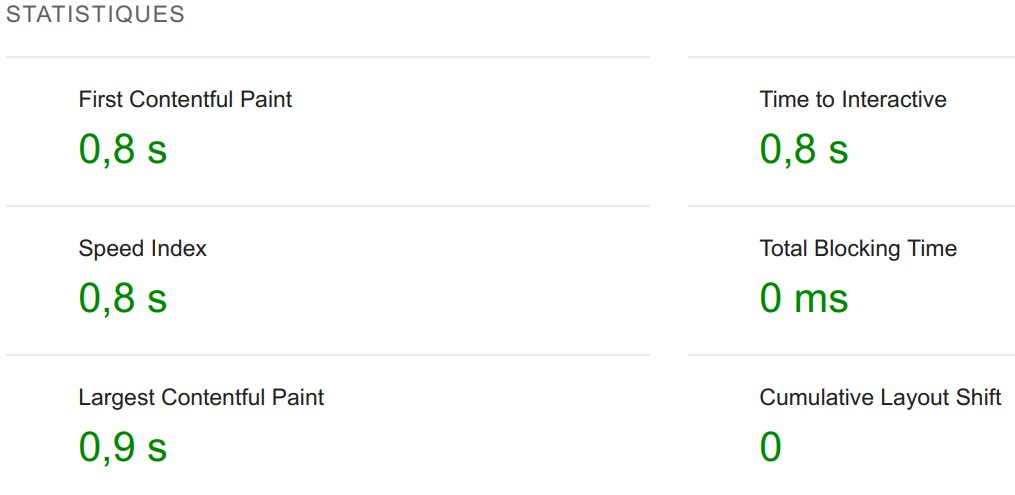 STATISTIQUES
First Contentful Paint
0,8 s
Time to Interactive
0,8 s
Speed Index
0,8 s
Total Blocking Time
0 ms
Largest Contentful Paint
0,9 s
Cumulative Layout Shift
0